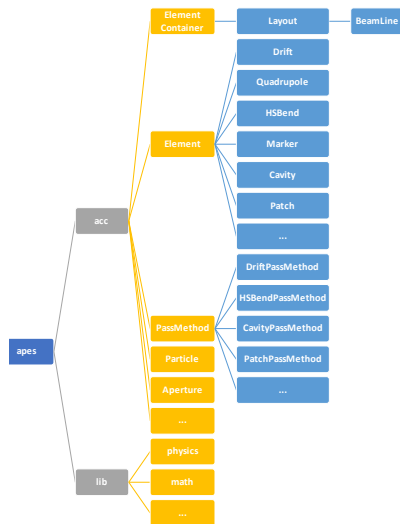 Element
Container
Layout
BeamLine
Drift
Quadrupole
HSBend
Element
Marker
Cavity
Patch
...
acc
DriftPassMethod
HSBendPassMethod
PassMethod
CavityPassMethod
apes
Particle
PatchPassMethod
Aperture
...
...
physics
lib
math
...